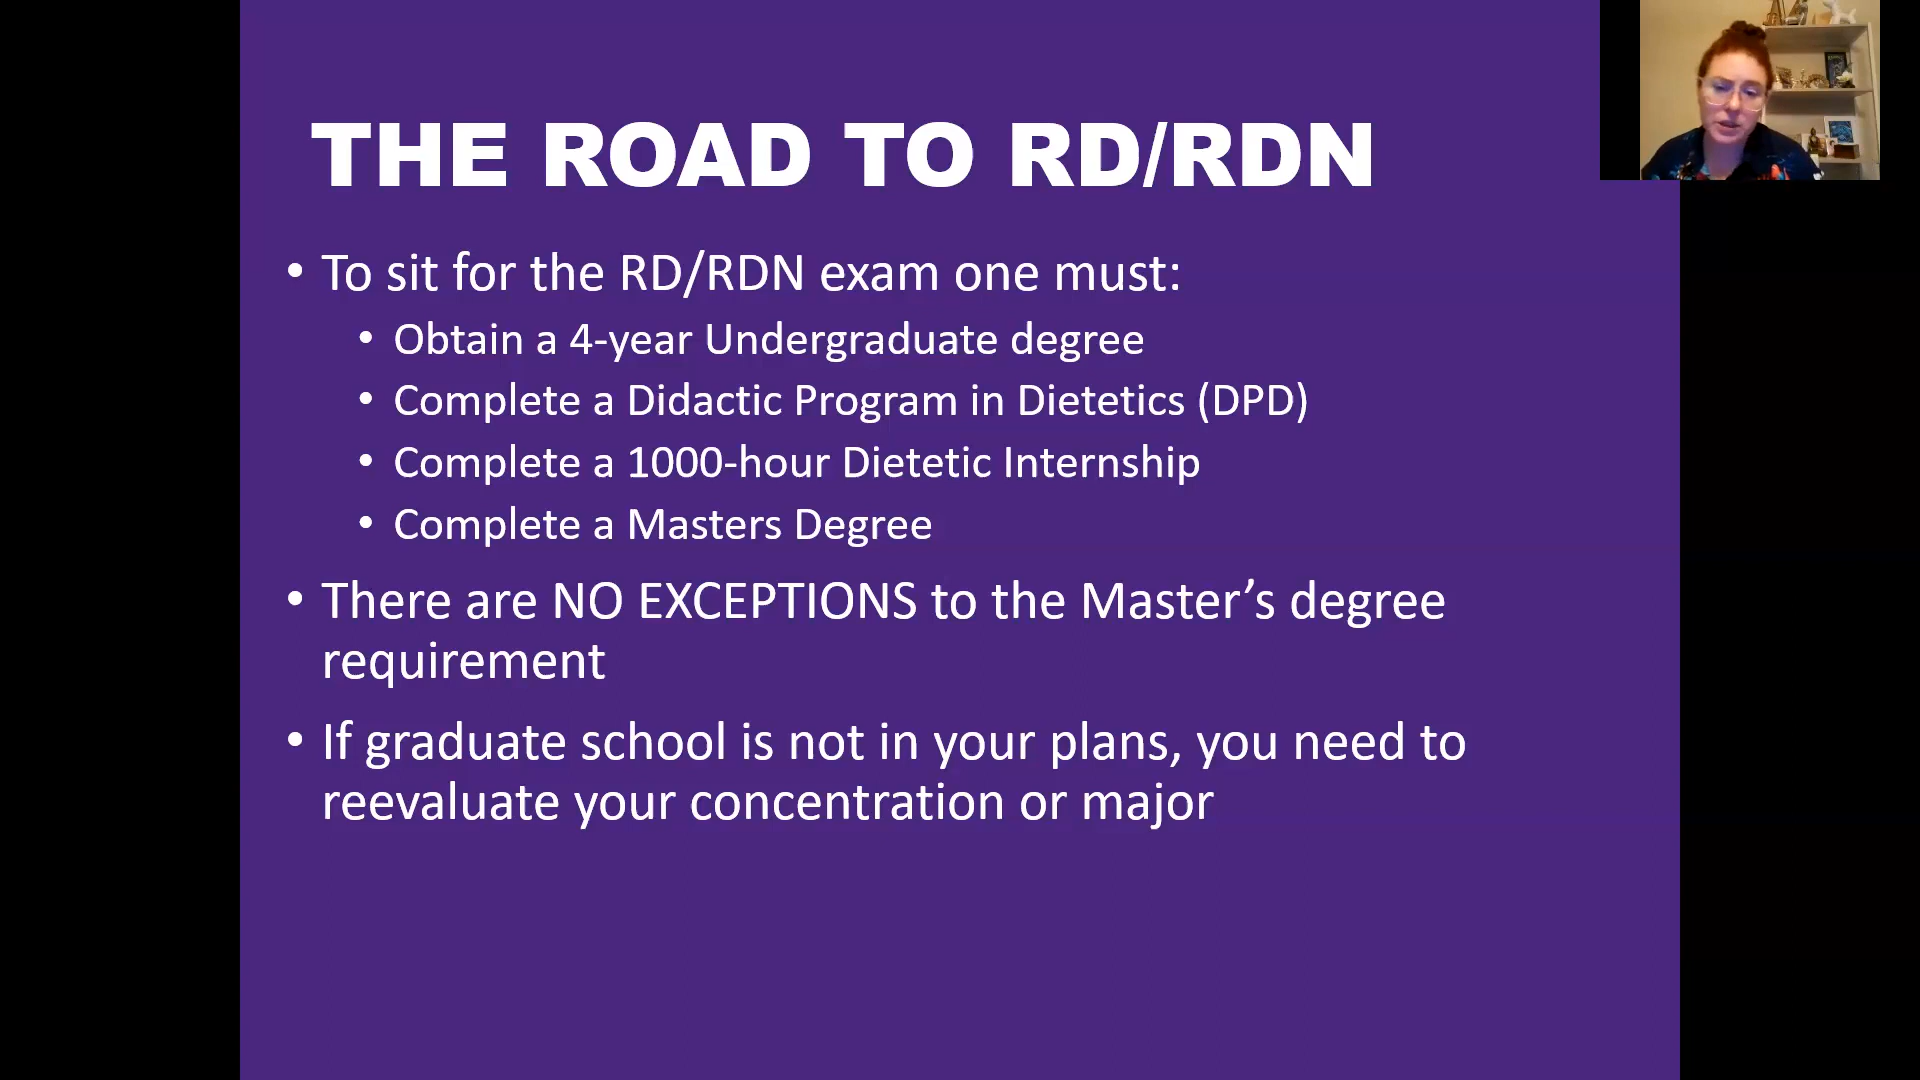 THE ROAD TO RD/RDN
• To sit for the RD/RDN exam one must:
• Obtain a 4-year Undergraduate degree
• Complete a Didactic Program in Dietetics (DPD)
• Complete a 1000-hour Dietetic Internship
• Complete a Masters Degree
• There are NO EXCEPTIONS to the Master’s degree
requirement
• If graduate school is not in your plans, you need to
reevaluate your concentration or major